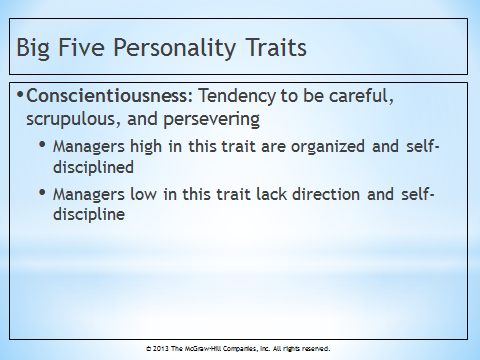 Big Five Personality Traits
•Conscientiousness: Tendency to be careful,
scrupulous, and persevering
• Managers high in this trait are organized and self-
disciplined
• Managers low in this trait lack direction and self-
discipline
© 2013 The McGraw-Hill Companies, Inc. All rights reserved.